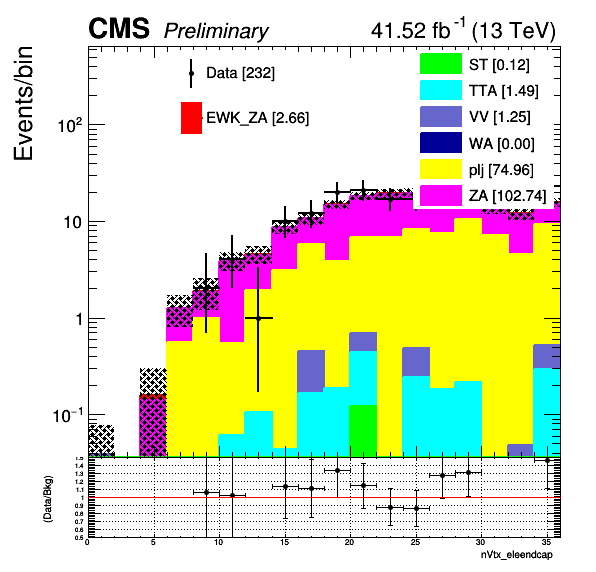 CMS Preliminary 41.52 fb⁻¹ (13 TeV)
Events/bin
Data [232]
EWK_ZA [2.66]
ST [0.12]
TTA [1.49]
VV [1.25]
WA [0.00]
plj [74.96]
ZA [102.74]
10²
10
1
10⁻¹
(Data/Bkg)
1.5
1.4
1.3
1.2
1.1
1
0.9
0.8
0.7
0.6
0.5
0 5 10 15 20 25 30 35
nVtx_eleendcap